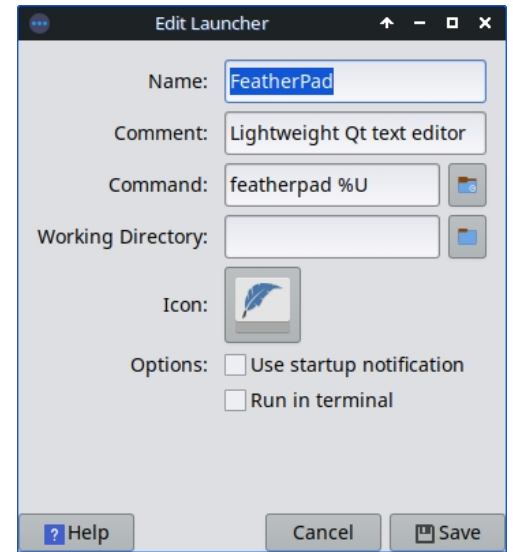 Edit Launcher
Name: FeatherPad
Comment: Lightweight Qt text editor
Command: featherpad %U
Working Directory:
Icon:
Options: Use startup notification
Run in terminal
? Help Cancel Save